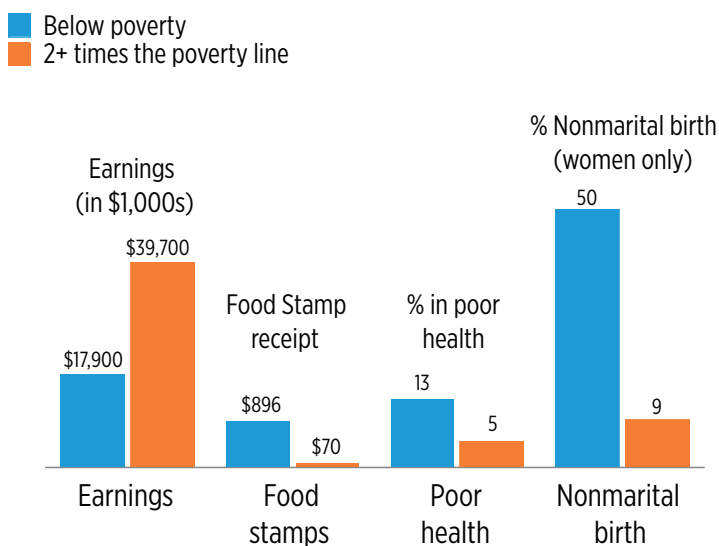 Below poverty
2+ times the poverty line
% Nonmarital birth
(women only)
50
Earnings
(in $1,000s)
$39,700
Food Stamp
receipt
% in poor
health
$17,900
13
$896
9
5
$70
Earnings
Food
stamps
Poor
health
Nonmarital
birth